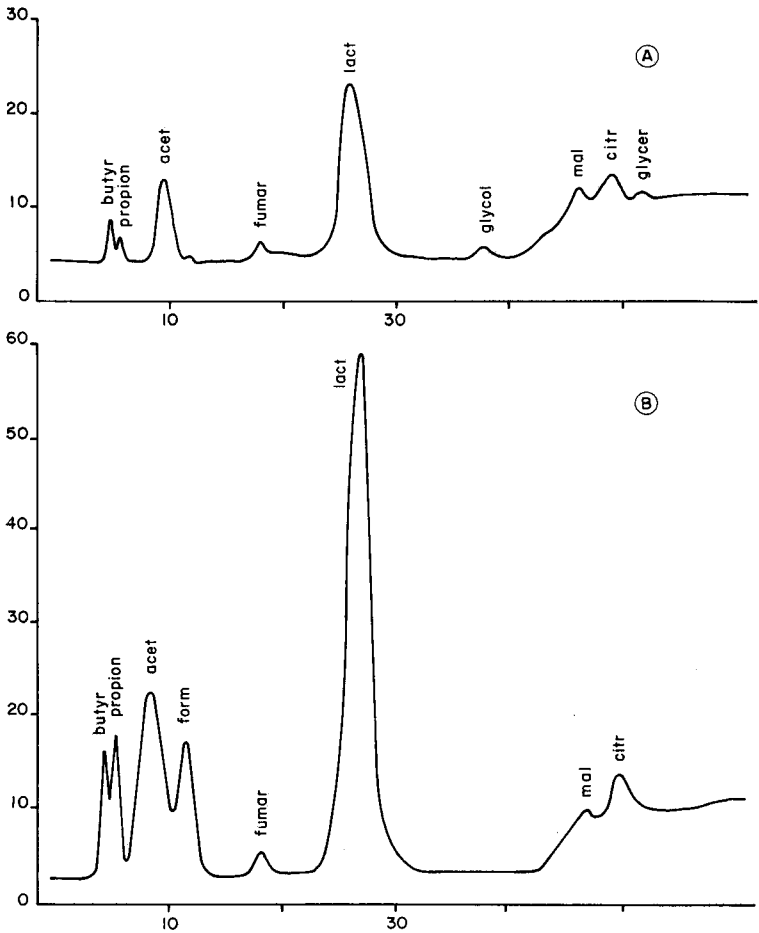 30
20
10
0
butyr
propion
acet
fumar
lact
glycol
mal
citr
glycer
A
10
30
60
50
40
30
20
10
0
butyr
propion
acet
form
fumar
lact
mal
citr
B
10
30